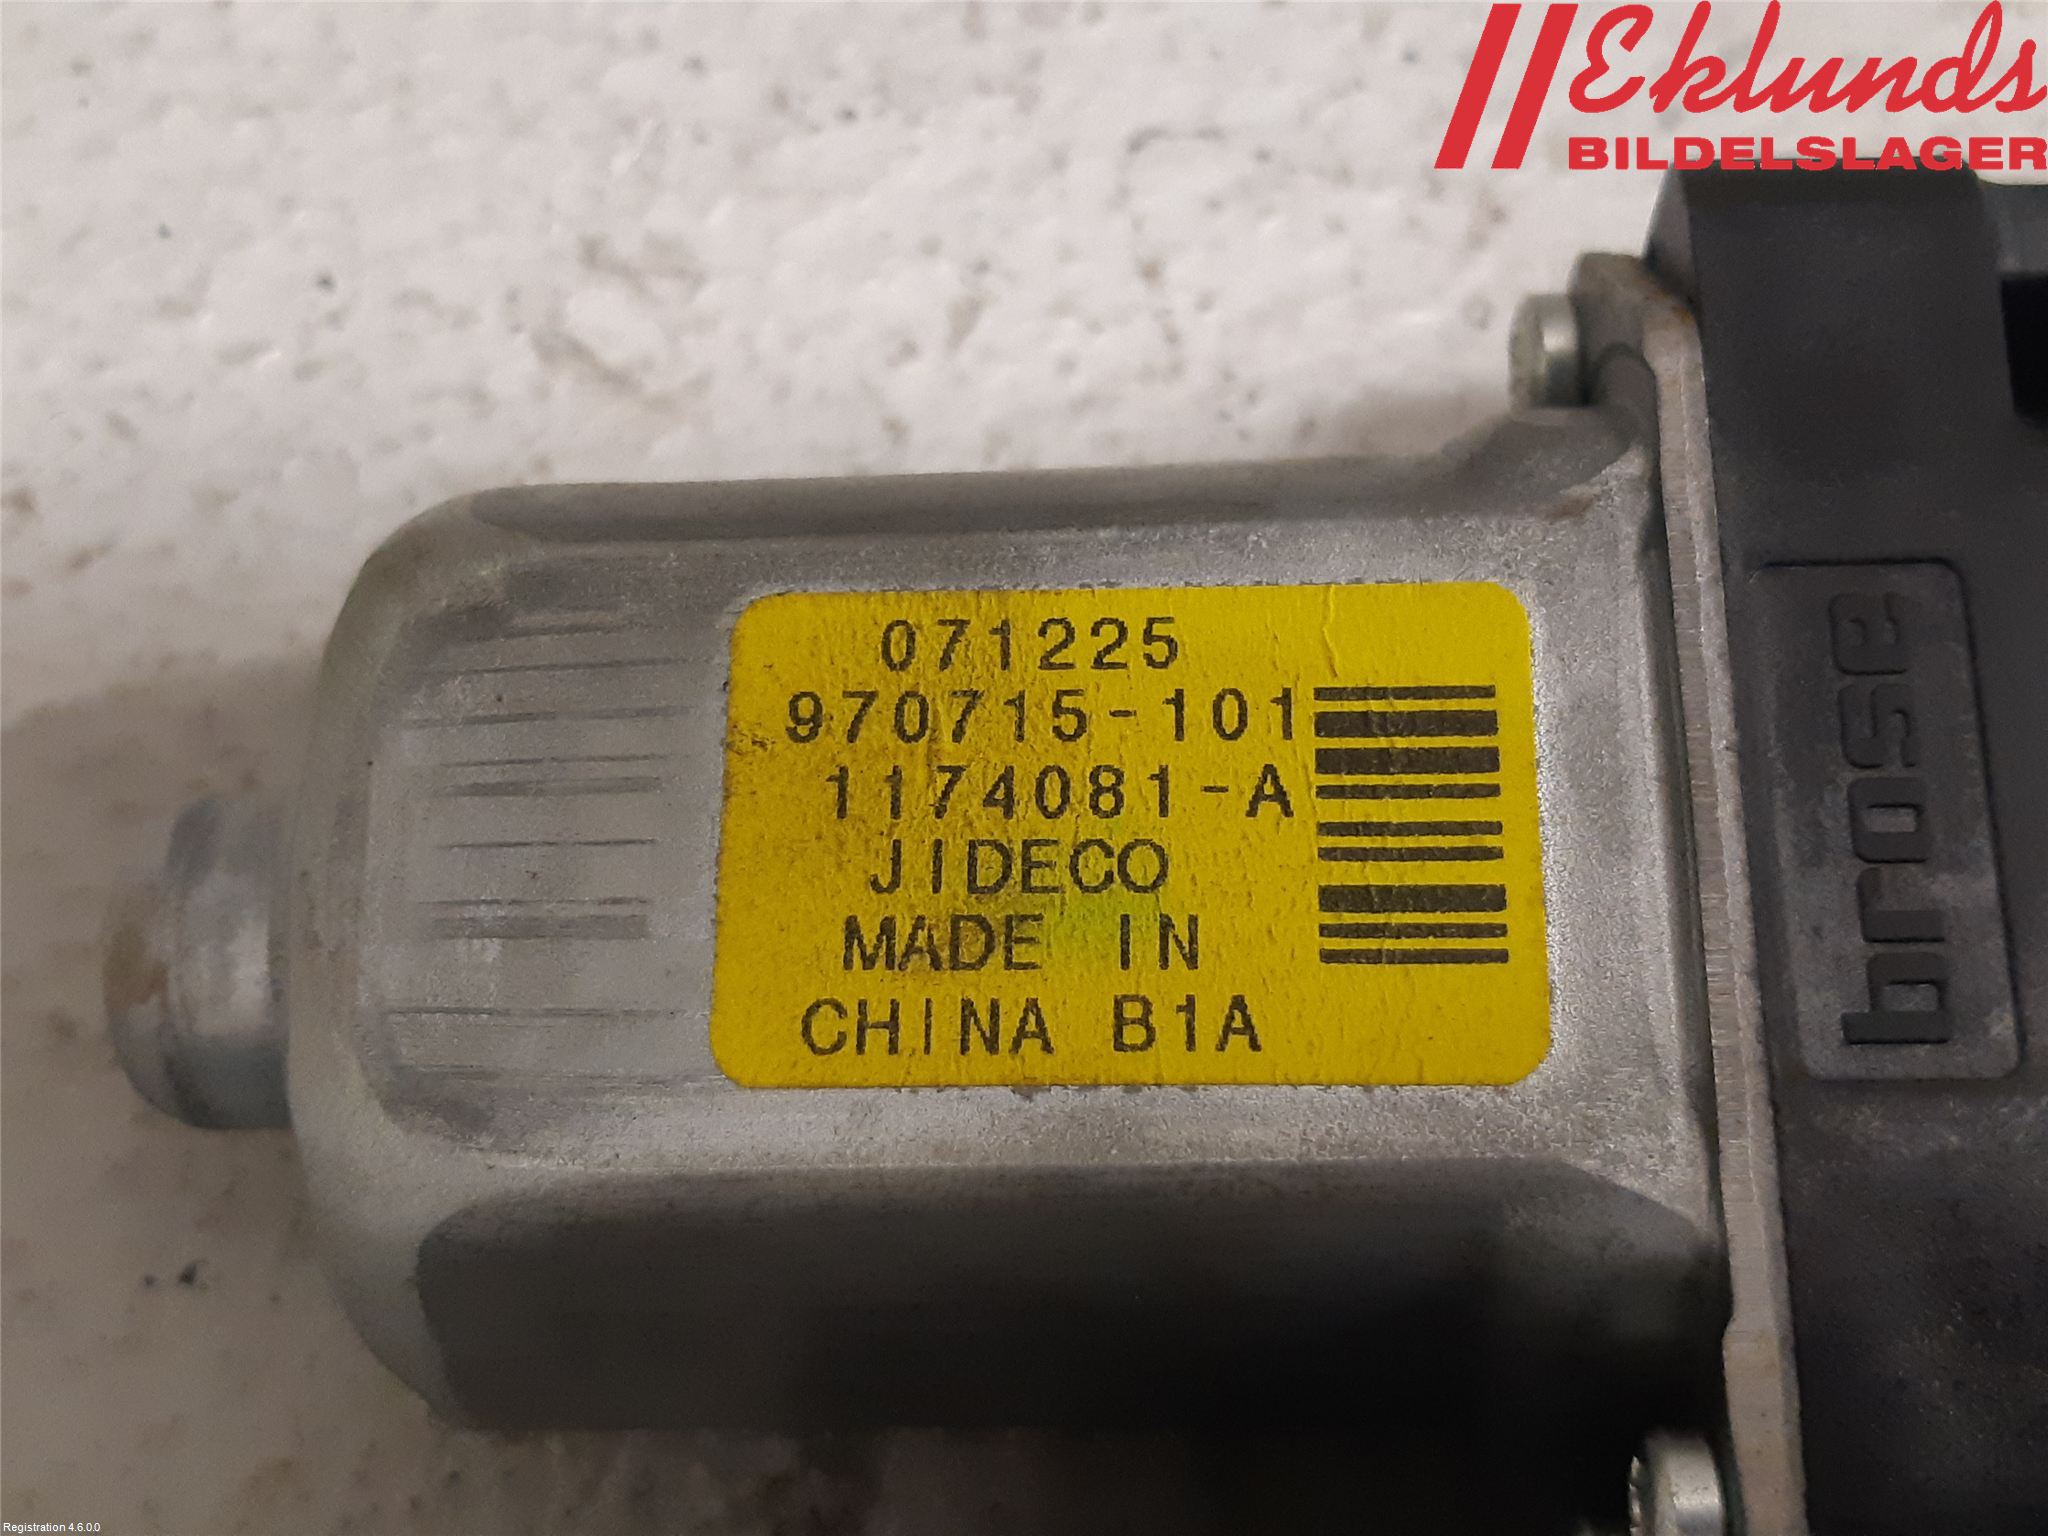 Eklunds
BILDELSLAGER
071225
970715-101
1174081-A
JIDECO
MADE IN
CHINA B1A
brose
Registration 4.6.0.0